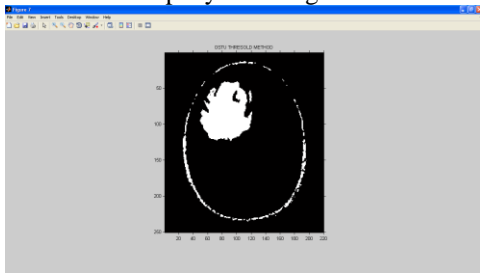 Figure 7
File Edit View Insert Tools Desktop Window Help
OSTU THRESOLD METHOD
50
100
150
200
250
20 40 60 80 100 120 140 160 180 200 220